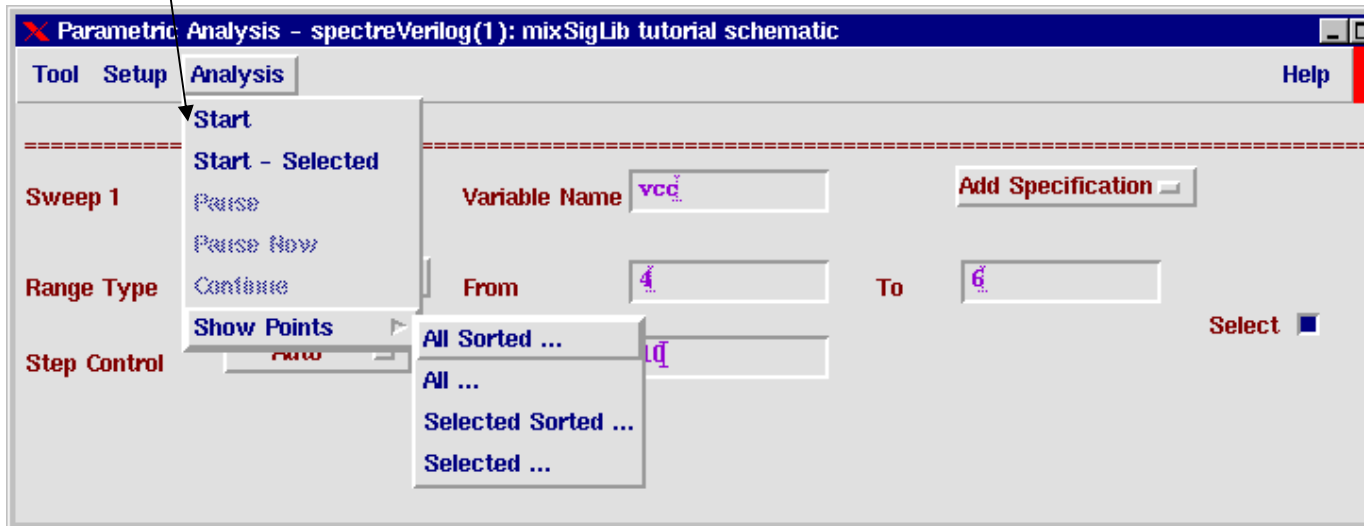 Parametric Analysis - spectreVerilog(1): mixSigLib tutorial schematic
Tool Setup Analysis Help
Start
Start - Selected
Sweep 1 Pause Variable Name vcc Add Specification
Pause Now
Range Type Continue From 4 To 6
Show Points Select
All Sorted ...
Step Control Auto 10
All ...
Selected Sorted ...
Selected ...